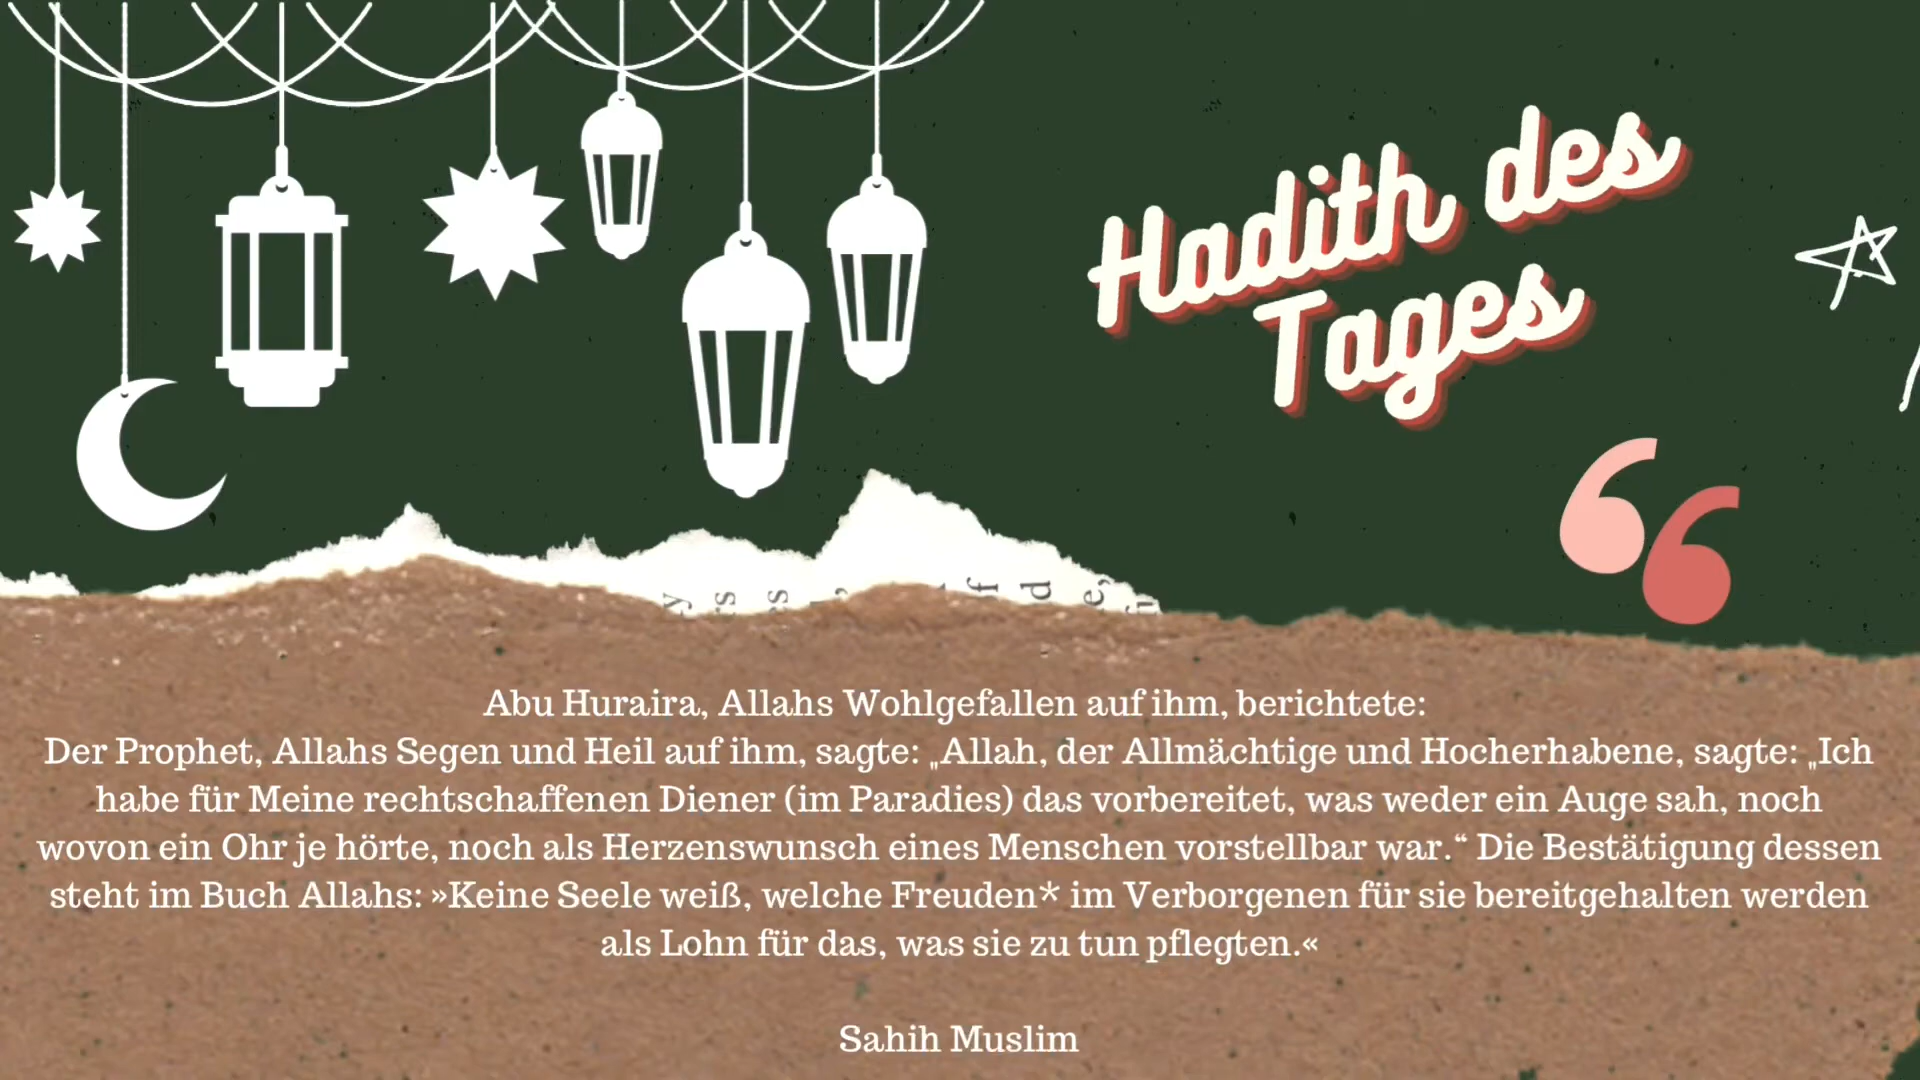 Hadith des
Tages
Abu Huraira, Allahs Wohlgefallen auf ihm, berichtete:
Der Prophet, Allahs Segen und Heil auf ihm, sagte: „Allah, der Allmächtige und Hocherhabene, sagte: „Ich
habe für Meine rechtschaffenen Diener (im Paradies) das vorbereitet, was weder ein Auge sah, noch
wovon ein Ohr je hörte, noch als Herzenswunsch eines Menschen vorstellbar war.“ Die Bestätigung dessen
steht im Buch Allahs: »Keine Seele weiß, welche Freuden* im Verborgenen für sie bereitgehalten werden
als Lohn für das, was sie zu tun pflegten.«
Sahih Muslim